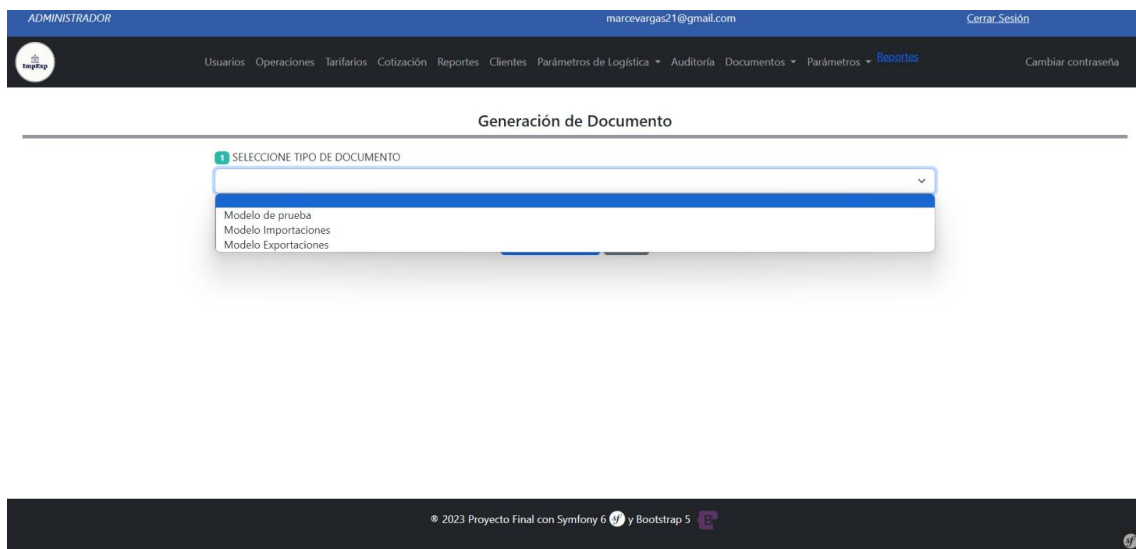 ADMINISTRADOR marcevargas21@gmail.com Cerrar Sesión
ImpExp Usuarios Operaciones Tarifarios Cotización Reportes Clientes Parámetros de Logística Auditoría Documentos Parámetros Reportes Cambiar contraseña
Generación de Documento
1 SELECCIONE TIPO DE DOCUMENTO
Modelo de prueba
Modelo Importaciones
Modelo Exportaciones
® 2023 Proyecto Final con Symfony 6 sf y Bootstrap 5
sf